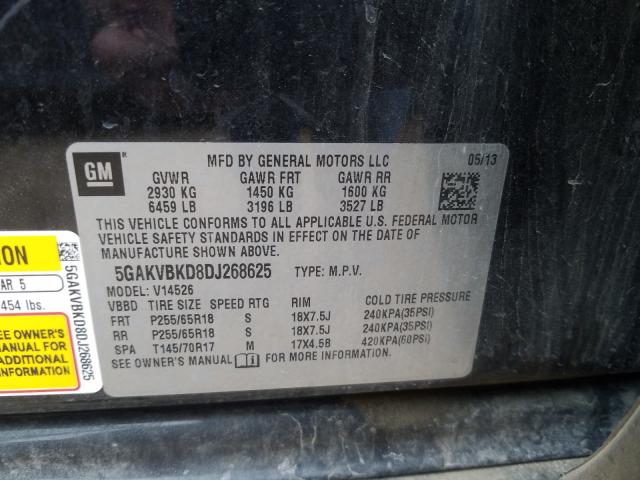 GM
MFD BY GENERAL MOTORS LLC 05/13
GVWR GAWR FRT GAWR RR
2930 KG 1450 KG 1600 KG
6459 LB 3196 LB 3527 LB
THIS VEHICLE CONFORMS TO ALL APPLICABLE U.S. FEDERAL MOTOR
VEHICLE SAFETY STANDARDS IN EFFECT ON THE DATE OF
MANUFACTURE SHOWN ABOVE.
5GAKVBKD8DJ268625 TYPE: M.P.V.
MODEL: V14526
VBBD TIRE SIZE SPEED RTG RIM COLD TIRE PRESSURE
FRT P255/65R18 S 18X7.5J 240KPA(35PSI)
RR P255/65R18 S 18X7.5J 240KPA(35PSI)
SPA T145/70R17 M 17X4.5B 420KPA(60PSI)
SEE OWNER'S MANUAL FOR MORE INFORMATION.
ION
AR 5
454 lbs.
SEE OWNER'S
MANUAL FOR
ADDITIONAL
INFORMATION
5GAKVBKD8DJ268625